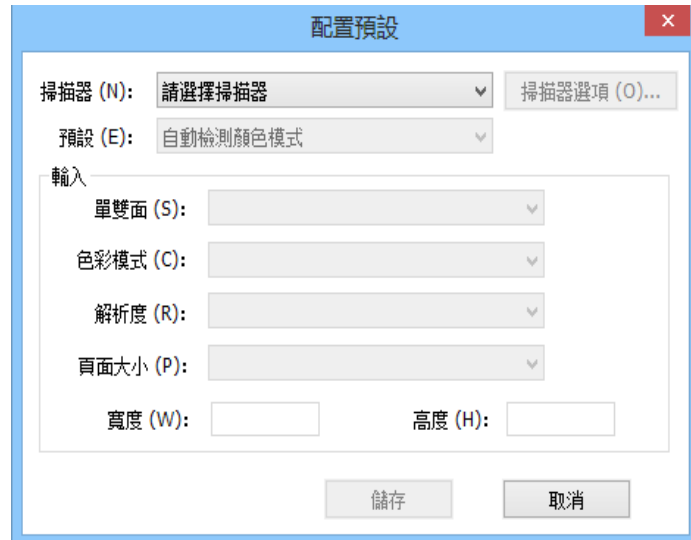 配置預設
掃描器 (N): 請選擇掃描器 掃描器選項 (O)...
預設 (E): 自動檢測顏色模式
輸入
單雙面 (S):
色彩模式 (C):
解析度 (R):
頁面大小 (P):
寬度 (W): 高度 (H):
儲存 取消